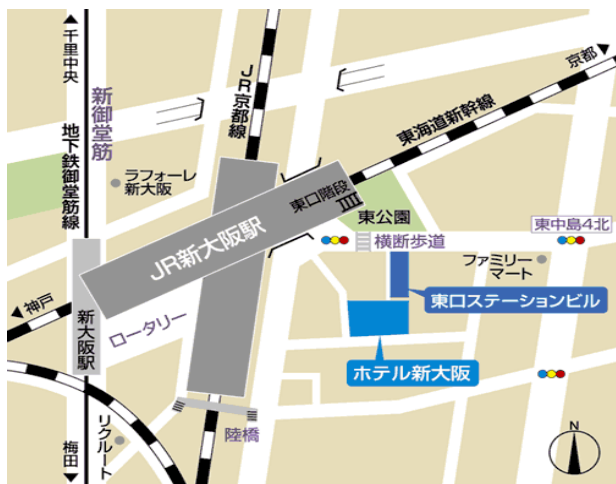 千里中央
新御堂筋
地下鉄御堂筋線
JR京都線
京都
東海道新幹線
ラフォーレ
新大阪
東口階段
東公園
東中島4北
JR新大阪駅
横断歩道
ファミリー
マート
神戸
新大阪駅
ロータリー
東口ステーションビル
ホテル新大阪
リクルート
陸橋
梅田
N